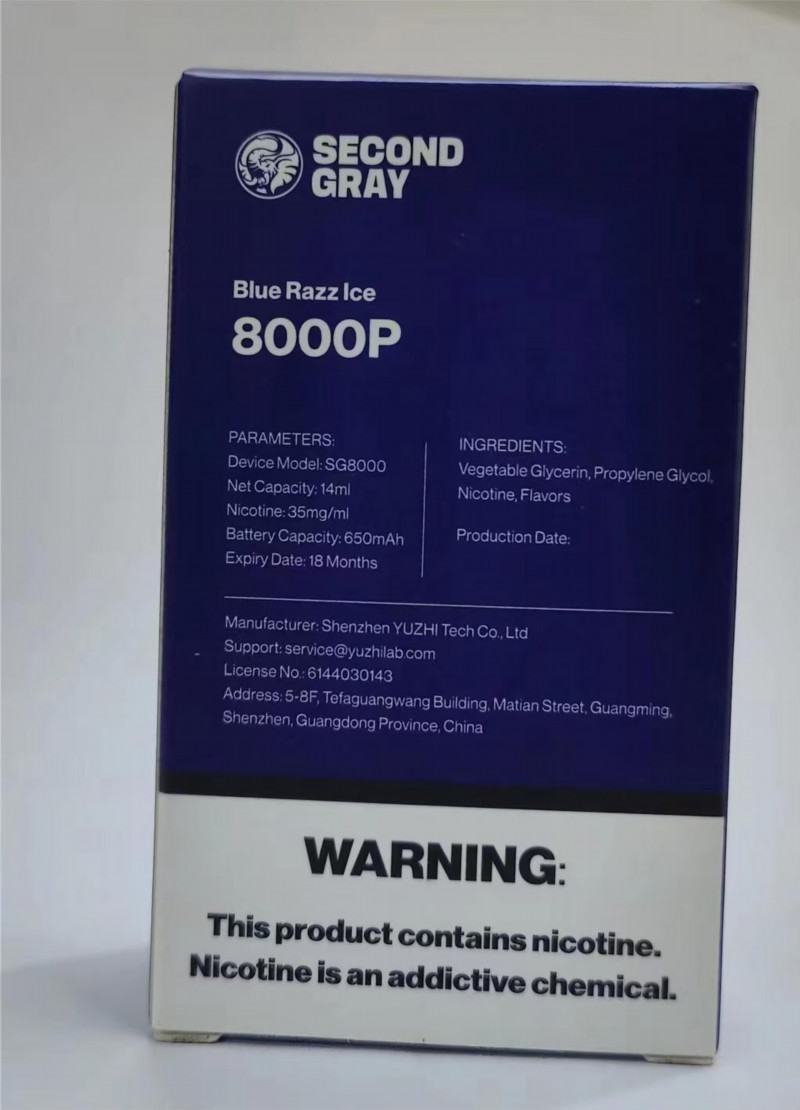 SECOND
GRAY
Blue Razz Ice
8000P
PARAMETERS:
Device Model: SG8000
Net Capacity: 14ml
Nicotine: 35mg/ml
Battery Capacity: 650mAh
Expiry Date: 18 Months
INGREDIENTS:
Vegetable Glycerin, Propylene Glycol,
Nicotine, Flavors
Production Date:
Manufacturer: Shenzhen YUZHI Tech Co., Ltd
Support: service@yuzhilab.com
License No.: 6144030143
Address: 5-8F, Tefaguangwang Building, Matian Street, Guangming,
Shenzhen, Guangdong Province, China
WARNING:
This product contains nicotine.
Nicotine is an addictive chemical.